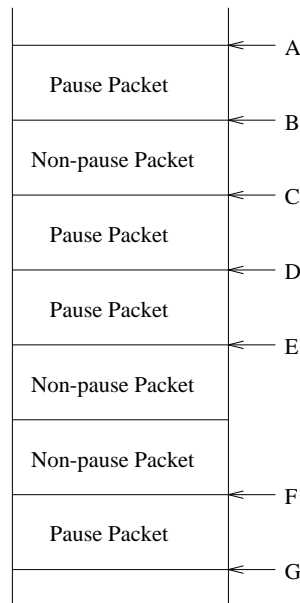 A
Pause Packet
B
Non-pause Packet
C
Pause Packet
D
Pause Packet
E
Non-pause Packet
Non-pause Packet
F
Pause Packet
G